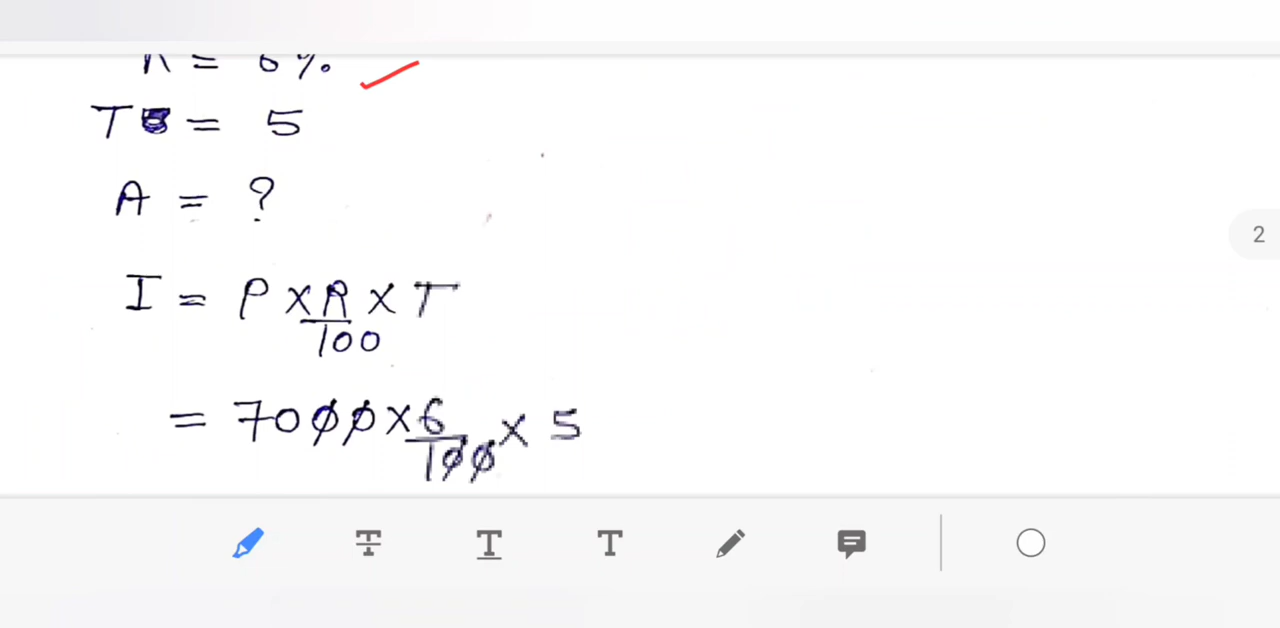 R = 6%.
T = 5
A = ?
I = P X R/100 X T
= 7000 X 6/100 X 5
2
T T T